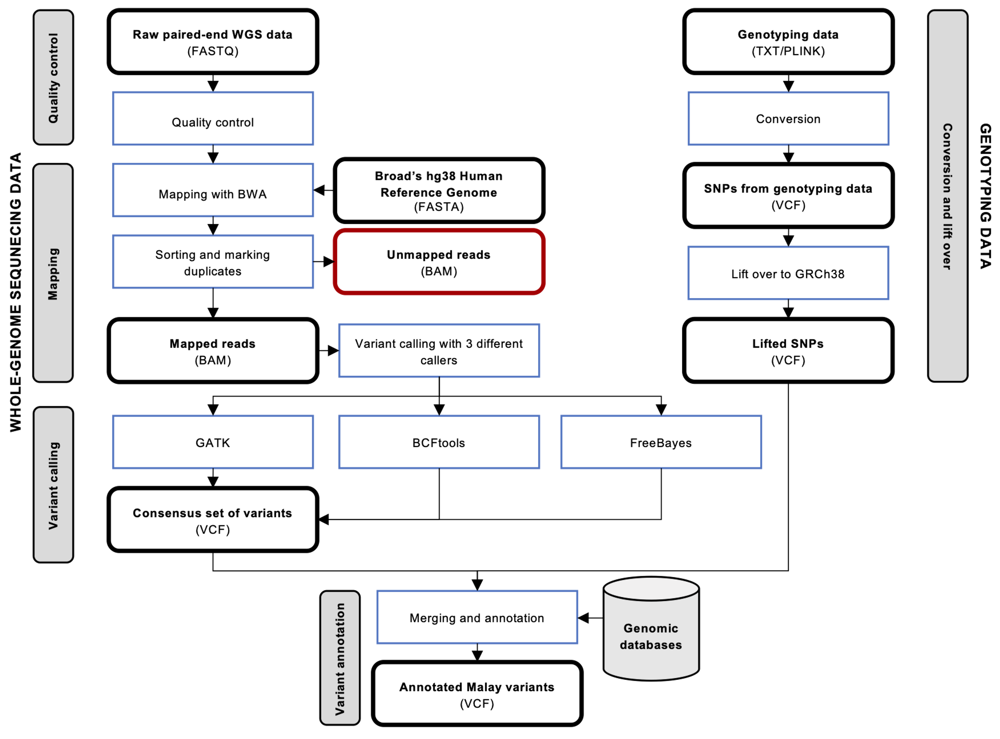 WHOLE-GENOME SEQUNECING DATA
Quality control
Mapping
Variant calling
Raw paired-end WGS data
(FASTQ)
Quality control
Mapping with BWA
Broad’s hg38 Human
Reference Genome
(FASTA)
Sorting and marking
duplicates
Unmapped reads
(BAM)
Mapped reads
(BAM)
Variant calling with 3 different
callers
GATK
BCFtools
FreeBayes
Consensus set of variants
(VCF)
Genotyping data
(TXT/PLINK)
Conversion
SNPs from genotyping data
(VCF)
Lift over to GRCh38
Lifted SNPs
(VCF)
Conversion and lift over
GENOTYPING DATA
Variant annotation
Merging and annotation
Genomic
databases
Annotated Malay variants
(VCF)